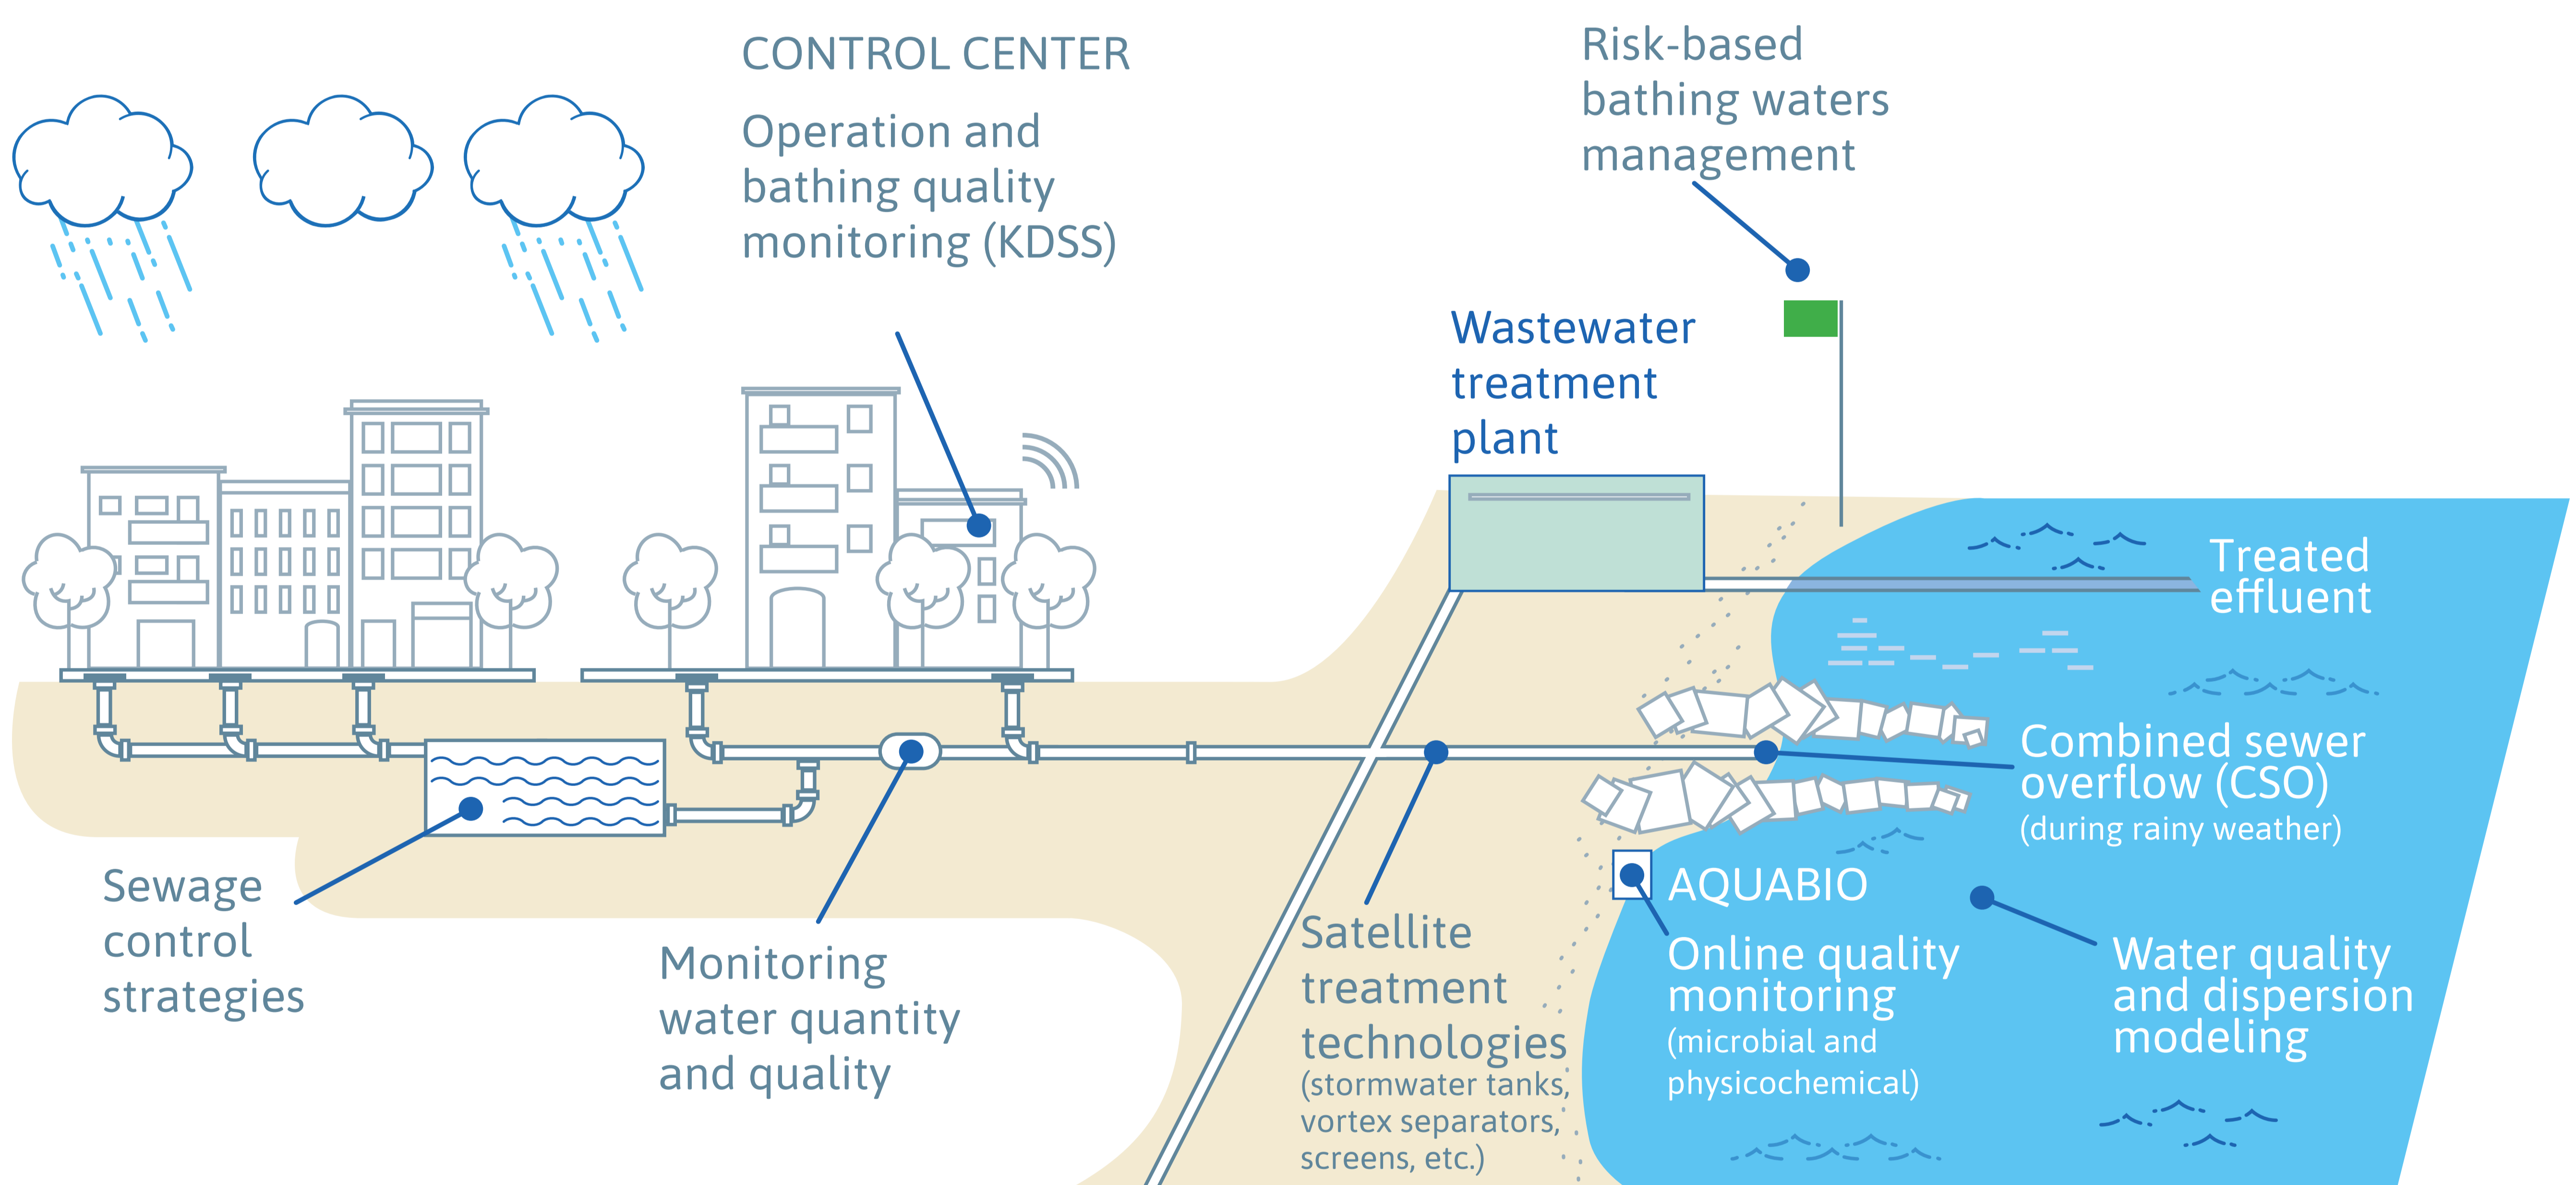 CONTROL CENTER
Operation and
bathing quality
monitoring (KDSS)
Risk-based
bathing waters
management
Wastewater
treatment
plant
Treated
effluent
Combined sewer
overflow (CSO)
(during rainy weather)
Sewage
control
strategies
Monitoring
water quantity
and quality
Satellite
treatment
technologies
(stormwater tanks,
vortex separators,
screens, etc.)
AQUABIO
Online quality
monitoring
(microbial and
physicochemical)
Water quality
and dispersion
modeling